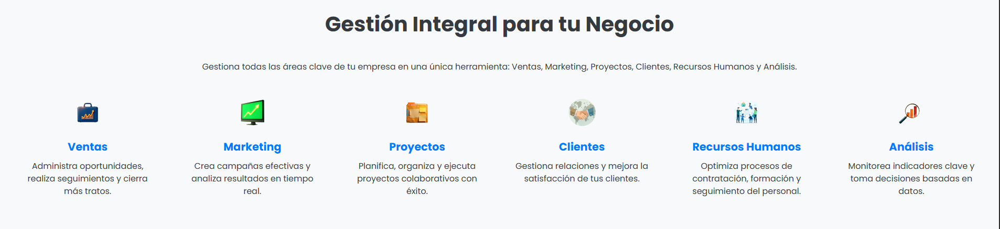 Gestión Integral para tu Negocio
Gestiona todas las áreas clave de tu empresa en una única herramienta: Ventas, Marketing, Proyectos, Clientes, Recursos Humanos y Análisis.
Ventas
Administra oportunidades,
realiza seguimientos y cierra
más tratos.
Marketing
Crea campañas efectivas y
analiza resultados en tiempo
real.
Proyectos
Planifica, organiza y ejecuta
proyectos colaborativos con
éxito.
Clientes
Gestiona relaciones y mejora la
satisfacción de tus clientes.
Recursos Humanos
Optimiza procesos de
contratación, formación y
seguimiento del personal.
Análisis
Monitorea indicadores clave y
toma decisiones basadas en
datos.